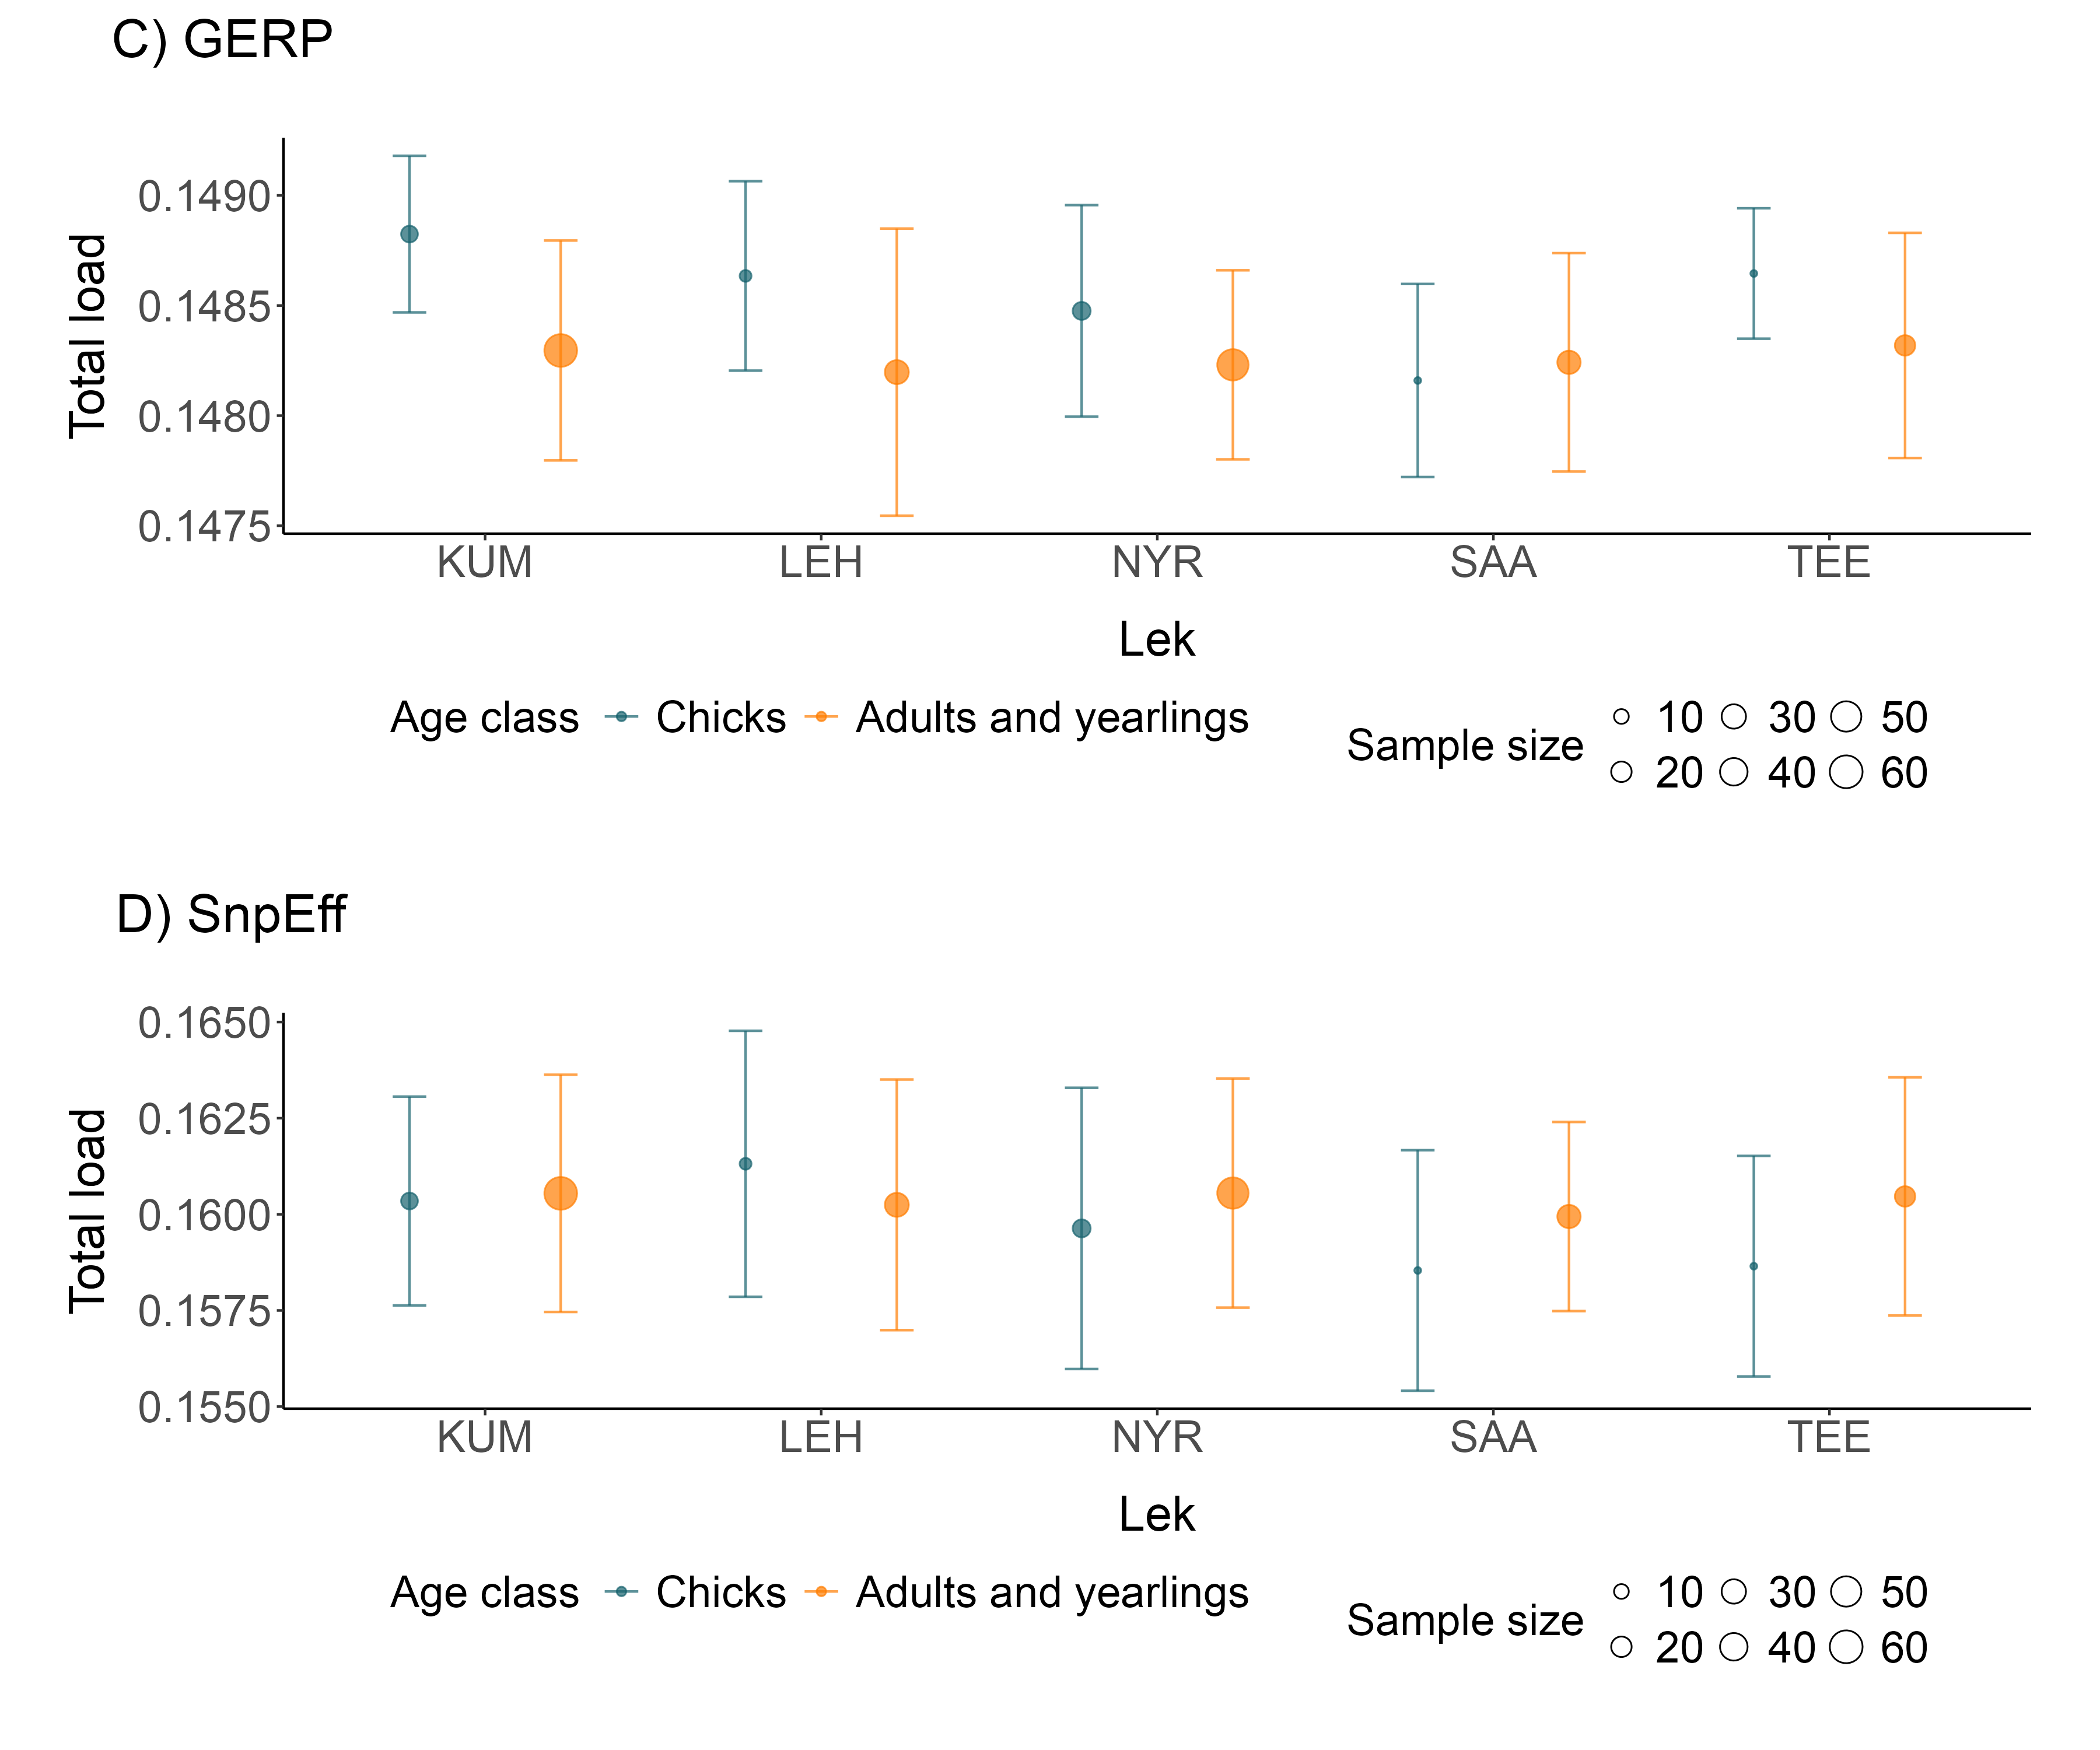 C) GERP
Total load
0.1490
0.1485
0.1480
0.1475
KUM LEH NYR SAA TEE
Lek
Age class Chicks Adults and yearlings
Sample size 10 30 50
20 40 60
D) SnpEff
Total load
0.1650
0.1625
0.1600
0.1575
0.1550
KUM LEH NYR SAA TEE
Lek
Age class Chicks Adults and yearlings
Sample size 10 30 50
20 40 60